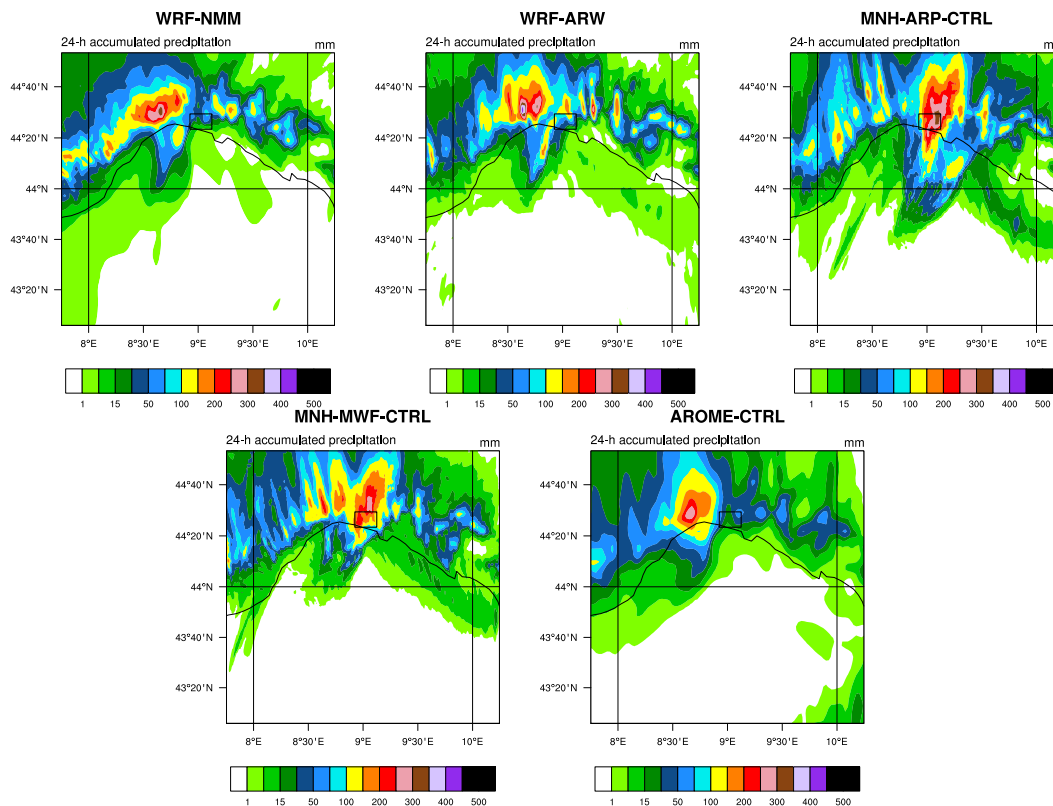 WRF-NMM WRF-ARW MNH-ARP-CTRL
24-h accumulated precipitation mm 24-h accumulated precipitation mm 24-h accumulated precipitation mm
44°40'N 44°40'N 44°40'N
44°20'N 44°20'N 44°20'N
44°N 44°N 44°N
43°40'N 43°40'N 43°40'N
43°20'N 43°20'N 43°20'N
8°E 8°30'E 9°E 9°30'E 10°E 8°E 8°30'E 9°E 9°30'E 10°E 8°E 8°30'E 9°E 9°30'E 10°E
1 15 50 100 200 300 400 500 1 15 50 100 200 300 400 500 1 15 50 100 200 300 400 500
MNH-MWF-CTRL AROME-CTRL
24-h accumulated precipitation mm 24-h accumulated precipitation mm
44°40'N 44°40'N
44°20'N 44°20'N
44°N 44°N
43°40'N 43°40'N
43°20'N 43°20'N
8°E 8°30'E 9°E 9°30'E 10°E 8°E 8°30'E 9°E 9°30'E 10°E
1 15 50 100 200 300 400 500 1 15 50 100 200 300 400 500